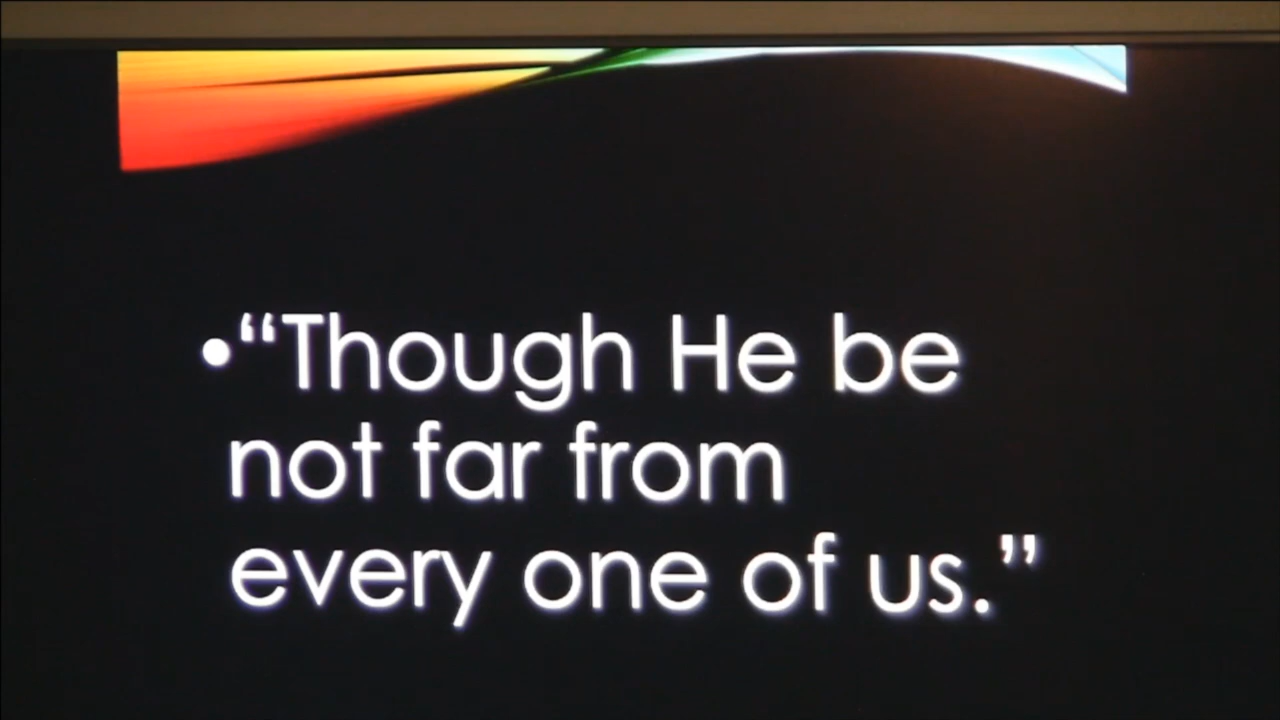 •“Though He be
not far from
every one of us.”